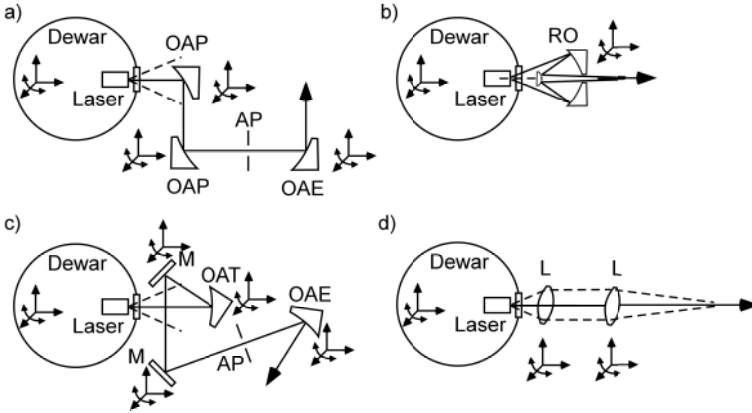 a)
Dewar
OAP
Laser
AP
OAP
OAE
b)
Dewar
RO
Laser
c)
Dewar
M
OAT
OAE
Laser
M
AP
d)
Dewar
L
L
Laser